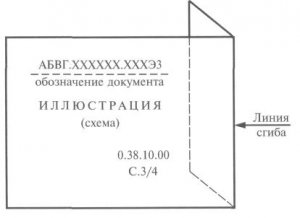 АБВГ.XXXXXX.XXXЭ3
обозначение документа
ИЛЛЮСТРАЦИЯ
(схема)
0.38.10.00
С.3/4
Линия
сгиба